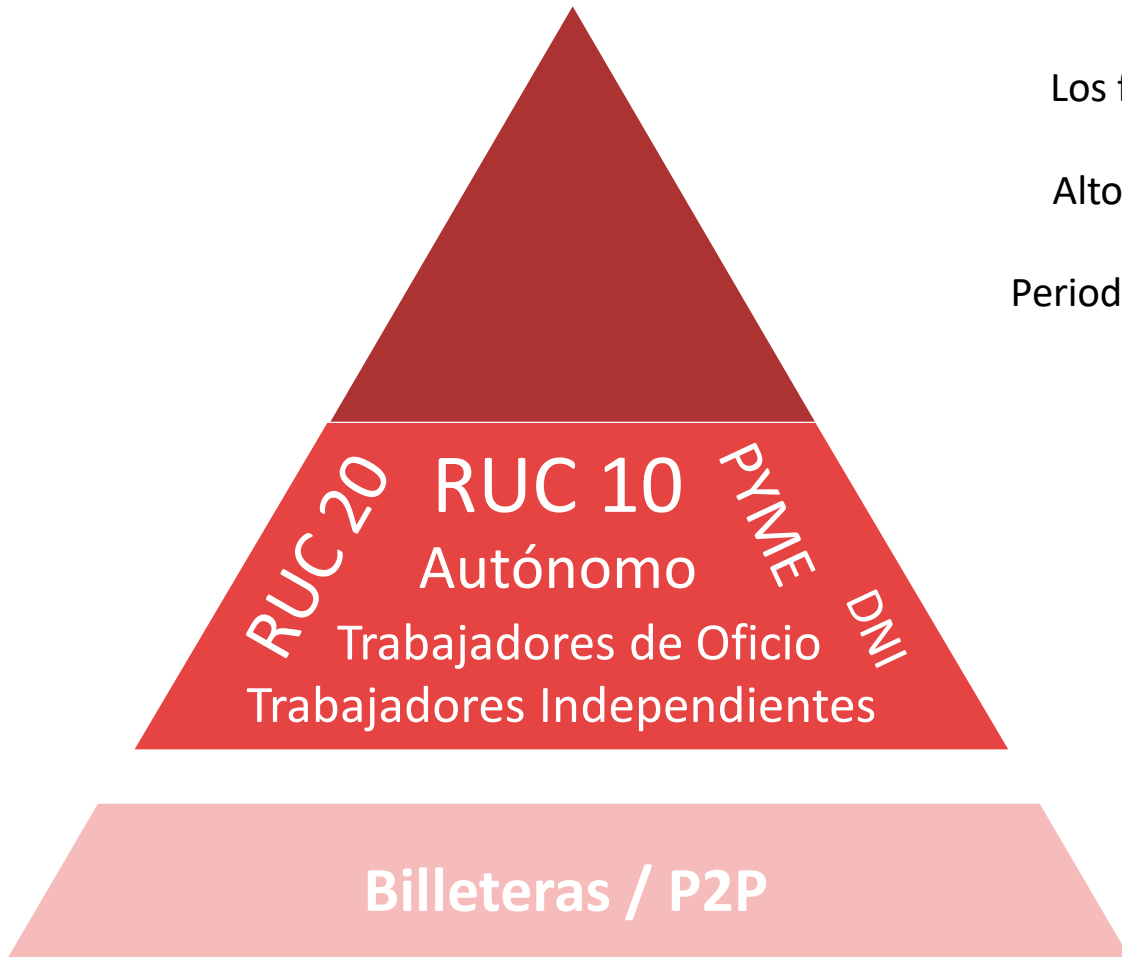 Los
Alto
RUC 20
RUC 10
PYME
Autónomo
DNI
Trabajadores de Oficio
Trabajadores Independientes
Billeteras / P2P